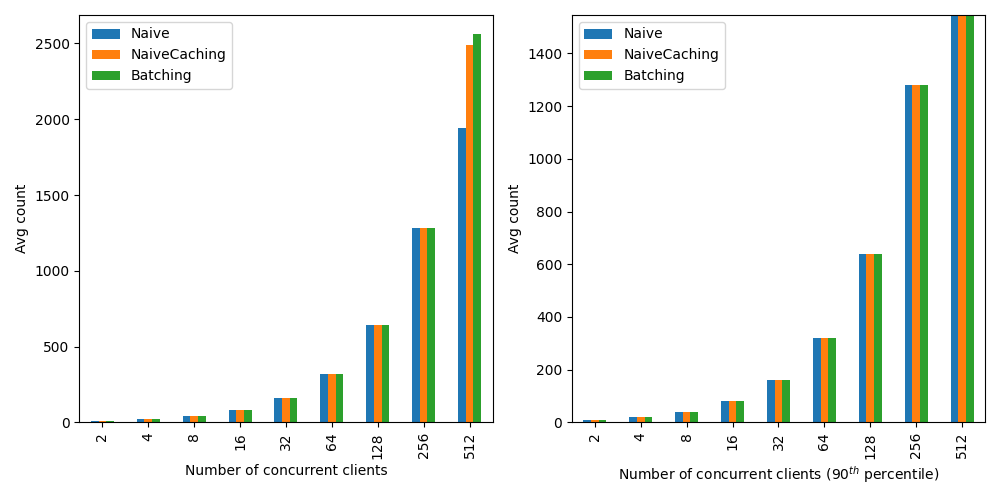 Naive
NaiveCaching
Batching
2500
2000
1500
1000
500
0
Avg count
2 4 8 16 32 64 128 256 512
Number of concurrent clients
Naive
NaiveCaching
Batching
1400
1200
1000
800
600
400
200
0
Avg count
2 4 8 16 32 64 128 256 512
Number of concurrent clients (90th percentile)